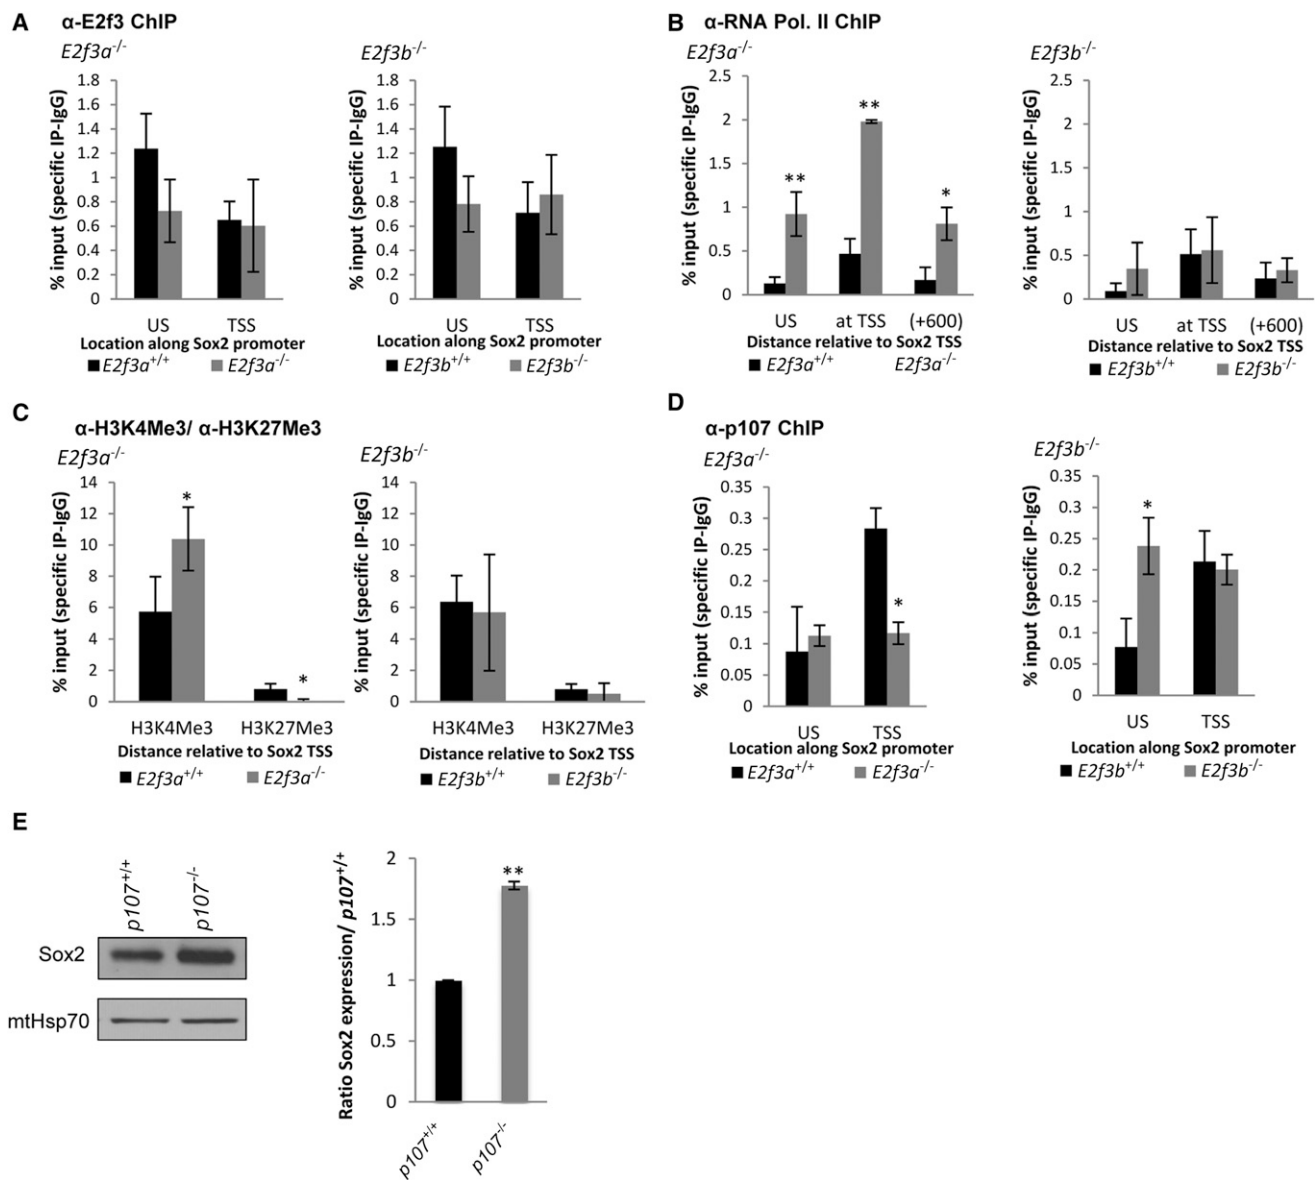 A
α-E2f3 ChIP
E2f3a-/-
% input (specific IP-IgG)
1.8
1.6
1.4
1.2
1
0.8
0.6
0.4
0.2
0
US TSS
Location along Sox2 promoter
E2f3a+/+ E2f3a-/-
E2f3b-/-
% input (specific IP-IgG)
1.8
1.6
1.4
1.2
1
0.8
0.6
0.4
0.2
0
US TSS
Location along Sox2 promoter
E2f3b+/+ E2f3b-/-
B
α-RNA Pol. II ChIP
E2f3a-/-
% input (specific IP-IgG)
2.5
2
1.5
1
0.5
0
** ** *
US at TSS (+600)
Distance relative to Sox2 TSS
E2f3a+/+ E2f3a-/-
E2f3b-/-
% input (specific IP-IgG)
2.5
2
1.5
1
0.5
0
US at TSS (+600)
Distance relative to Sox2 TSS
E2f3b+/+ E2f3b-/-
C
α-H3K4Me3/ α-H3K27Me3
E2f3a-/-
% input (specific IP-IgG)
14
12
10
8
6
4
2
0
* *
H3K4Me3 H3K27Me3
Distance relative to Sox2 TSS
E2f3a+/+ E2f3a-/-
E2f3b-/-
% input (specific IP-IgG)
14
12
10
8
6
4
2
0
H3K4Me3 H3K27Me3
Distance relative to Sox2 TSS
E2f3b+/+ E2f3b-/-
D
α-p107 ChIP
E2f3a-/-
% input (specific IP-IgG)
0.35
0.3
0.25
0.2
0.15
0.1
0.05
0
*
US TSS
Location along Sox2 promoter
E2f3a+/+ E2f3a-/-
E2f3b-/-
% input (specific IP-IgG)
0.35
0.3
0.25
0.2
0.15
0.1
0.05
0
*
US TSS
Location along Sox2 promoter
E2f3b+/+ E2f3b-/-
E
p107+/+ p107-/-
Sox2
mtHsp70
Ratio Sox2 expression/ p107+/+
2
1.5
1
0.5
0
**
p107+/+ p107-/-